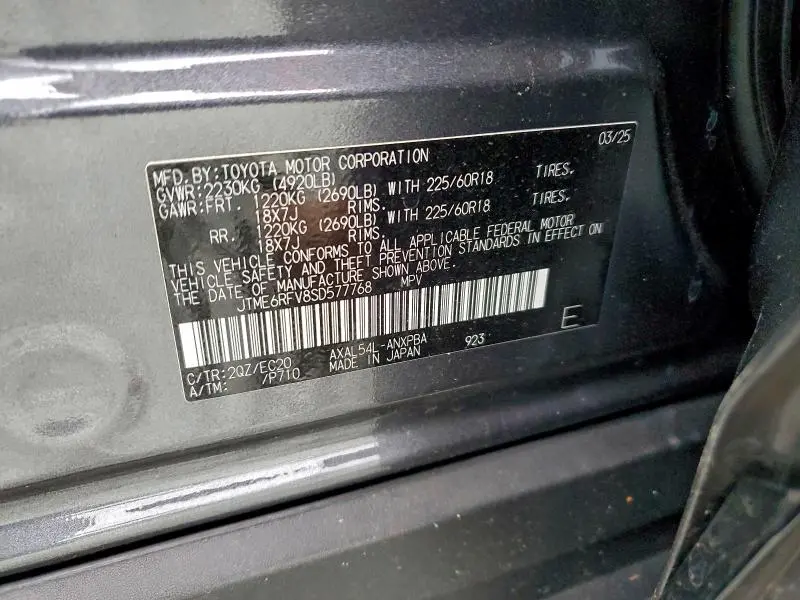 03/25
MFD.BY:TOYOTA MOTOR CORPORATION
GVWR:2230KG (4920LB)
GAWR:FRT. 1220KG (2690LB) WITH 225/60R18 TIRES.
18X7J RIMS.
RR. 1220KG (2690LB) WITH 225/60R18 TIRES.
18X7J RIMS.
THIS VEHICLE CONFORMS TO ALL APPLICABLE FEDERAL MOTOR
VEHICLE SAFETY AND THEFT PREVENTION STANDARDS IN EFFECT ON
THE DATE OF MANUFACTURE SHOWN ABOVE.
JTME6RFV8SD577768 MPV
E
C/TR:2QZ/EC20 AXAL54L-ANXPBA 923
A/TM: /P710 MADE IN JAPAN